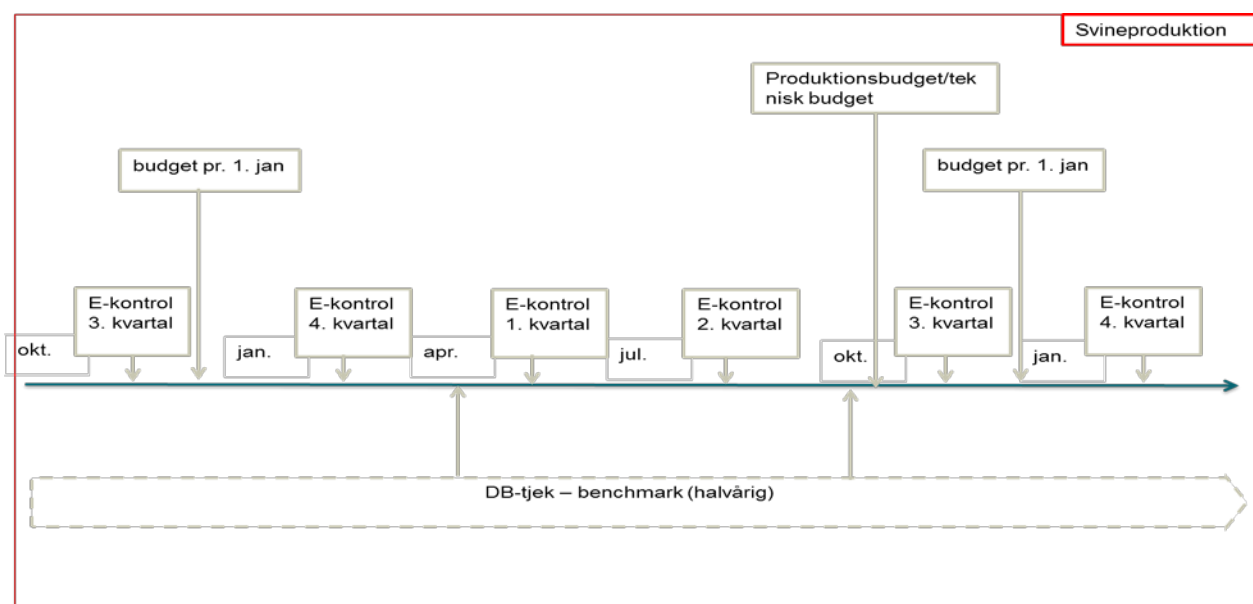 Svineproduktion
Produktionsbudget/tek
nisk budget
budget pr. 1. jan
budget pr. 1. jan
E-kontrol
3. kvartal
E-kontrol
4. kvartal
E-kontrol
1. kvartal
E-kontrol
2. kvartal
E-kontrol
3. kvartal
E-kontrol
4. kvartal
okt.
jan.
apr.
jul.
okt.
jan.
DB-tjek – benchmark (halvårig)